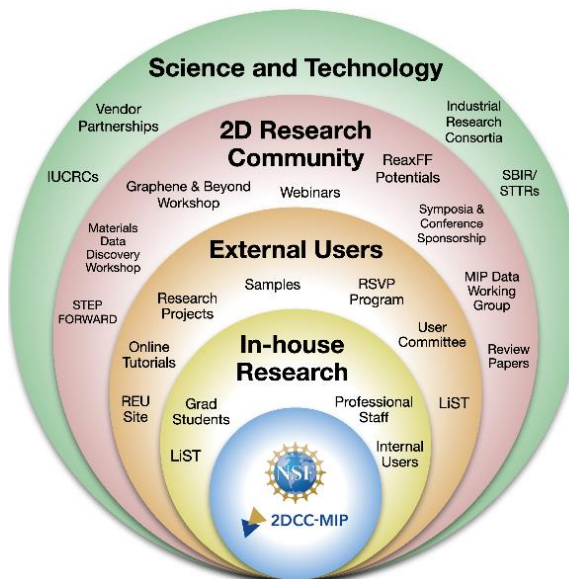 Science and Technology
Vendor
Partnerships
Industrial
Research
Consortia
IUCRCs
SBIR/
STTRs
2D Research
Community
ReaxFF
Potentials
Graphene & Beyond
Workshop
Webinars
Materials
Data
Discovery
Workshop
Symposia &
Conference
Sponsorship
STEP
FORWARD
MIP Data
Working
Group
Review
Papers
External Users
Samples
Research
Projects
RSVP
Program
Online
Tutorials
User
Committee
REU
Site
LiST
In-house
Research
Grad
Students
Professional
Staff
LiST
Internal
Users
NSF
2DCC-MIP